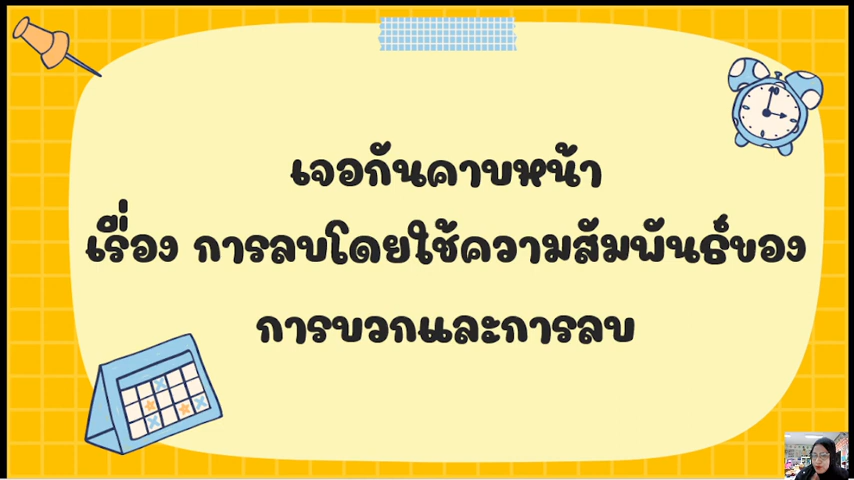 เจอกันคาบหน้า
เรื่อง การลบโดยใช้ความสัมพันธ์ของ
การบวกและการลบ